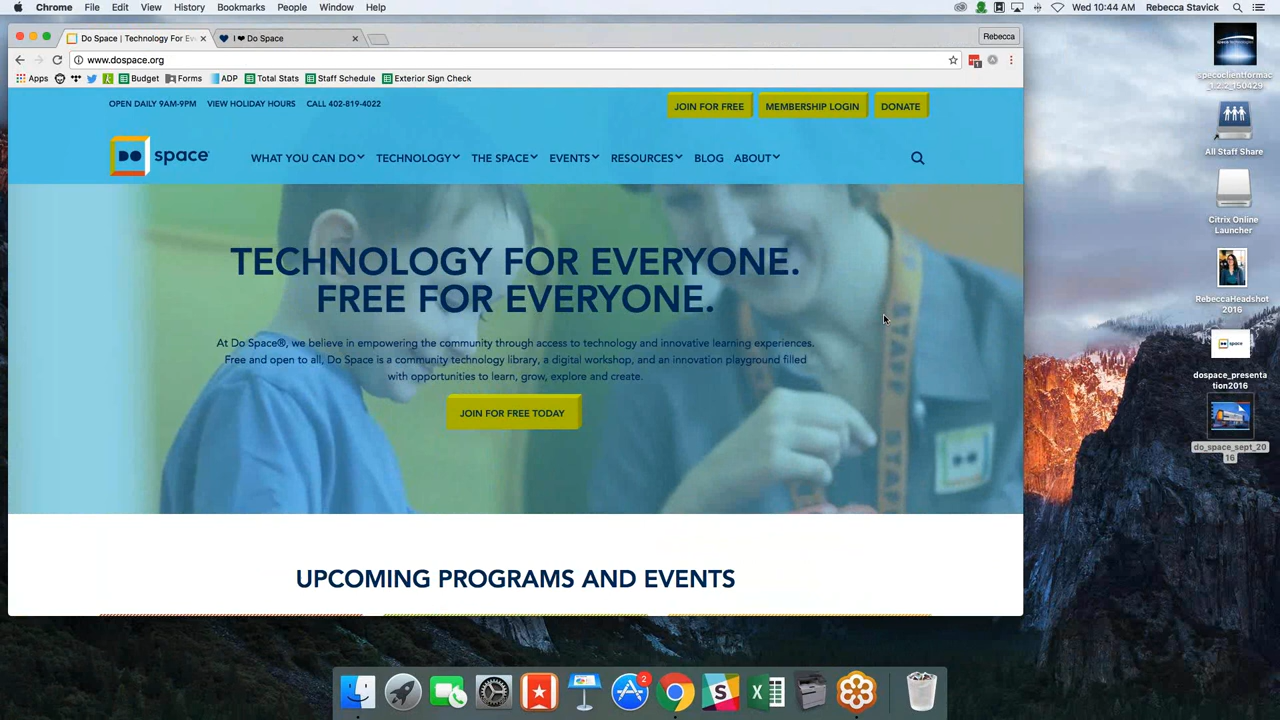 Chrome File Edit View History Bookmarks People Window Help Wed 10:44 AM Rebecca Stavick
Do Space | Technology For Ev
I ❤ Do Space
Rebecca
www.dospace.org
Apps Budget Forms ADP Total Stats Staff Schedule Exterior Sign Check
OPEN DAILY 9AM-9PM VIEW HOLIDAY HOURS CALL 402-819-4022
JOIN FOR FREE MEMBERSHIP LOGIN DONATE
DO space
WHAT YOU CAN DO TECHNOLOGY THE SPACE EVENTS RESOURCES BLOG ABOUT
TECHNOLOGY FOR EVERYONE.
FREE FOR EVERYONE.
At Do Space®, we believe in empowering the community through access to technology and innovative learning experiences.
Free and open to all, Do Space is a community technology library, a digital workshop, and an innovation playground filled
with opportunities to learn, grow, explore and create.
JOIN FOR FREE TODAY
STAFF STAFF
UPCOMING PROGRAMS AND EVENTS
specoclientformac
_1.2.2_150429
All Staff Share
Citrix Online
Launcher
RebeccaHeadshot
2016
dospace_presenta
tion2016
do_space_sept_20
16
2